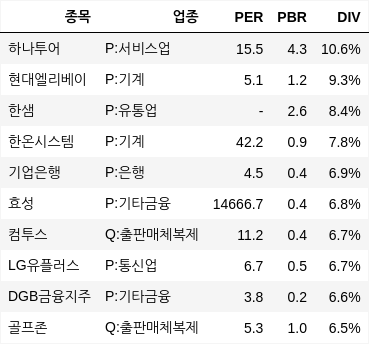 종목 업종 PER PBR DIV
하나투어 P:서비스업 15.5 4.3 10.6%
현대엘리베이 P:기계 5.1 1.2 9.3%
한샘 P:유통업 - 2.6 8.4%
한온시스템 P:기계 42.2 0.9 7.8%
기업은행 P:은행 4.5 0.4 6.9%
효성 P:기타금융 14666.7 0.4 6.8%
컴투스 Q:출판매체복제 11.2 0.4 6.7%
LG유플러스 P:통신업 6.7 0.5 6.7%
DGB금융지주 P:기타금융 3.8 0.2 6.6%
골프존 Q:출판매체복제 5.3 1.0 6.5%